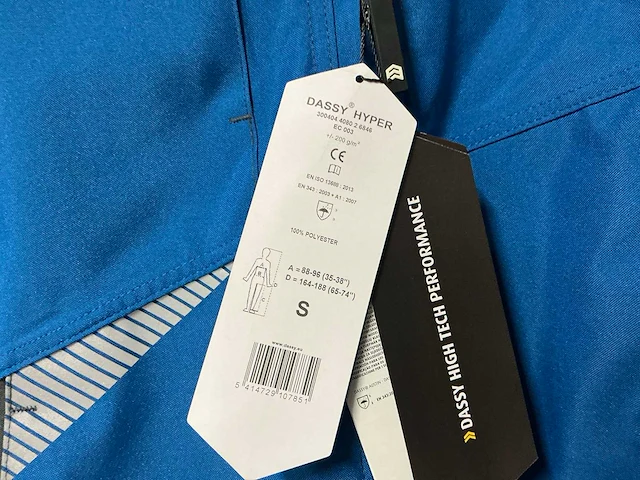 DASSY® HYPER
300404.4080.2.6846
EC.003
+/- 200 g/m²
CE
EN ISO 13688 : 2013
EN 343 : 2003 + A1 : 2007
100% POLYESTER
A
B
C
A = 88-96 (35-38")
D = 164-188 (65-74")
S
www.dassy.eu
5 414729 107851
DASSY HIGH TECH PERFORMANCE